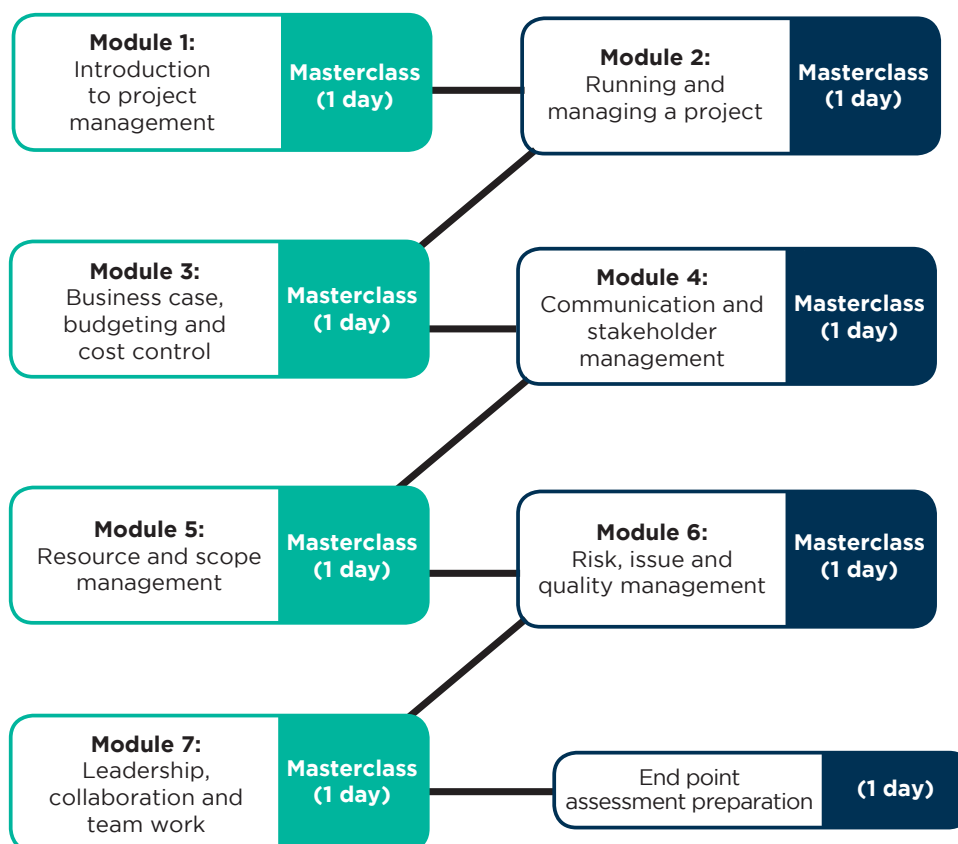 Module 1:
Introduction
to project
management
Masterclass
(1 day)
Module 2:
Running and
managing a project
Masterclass
(1 day)
Module 3:
Business case,
budgeting and
cost control
Masterclass
(1 day)
Module 4:
Communication and
stakeholder
management
Masterclass
(1 day)
Module 5:
Resource and scope
management
Masterclass
(1 day)
Module 6:
Risk, issue and
quality management
Masterclass
(1 day)
Module 7:
Leadership,
collaboration and
team work
Masterclass
(1 day)
End point
assessment preparation
(1 day)